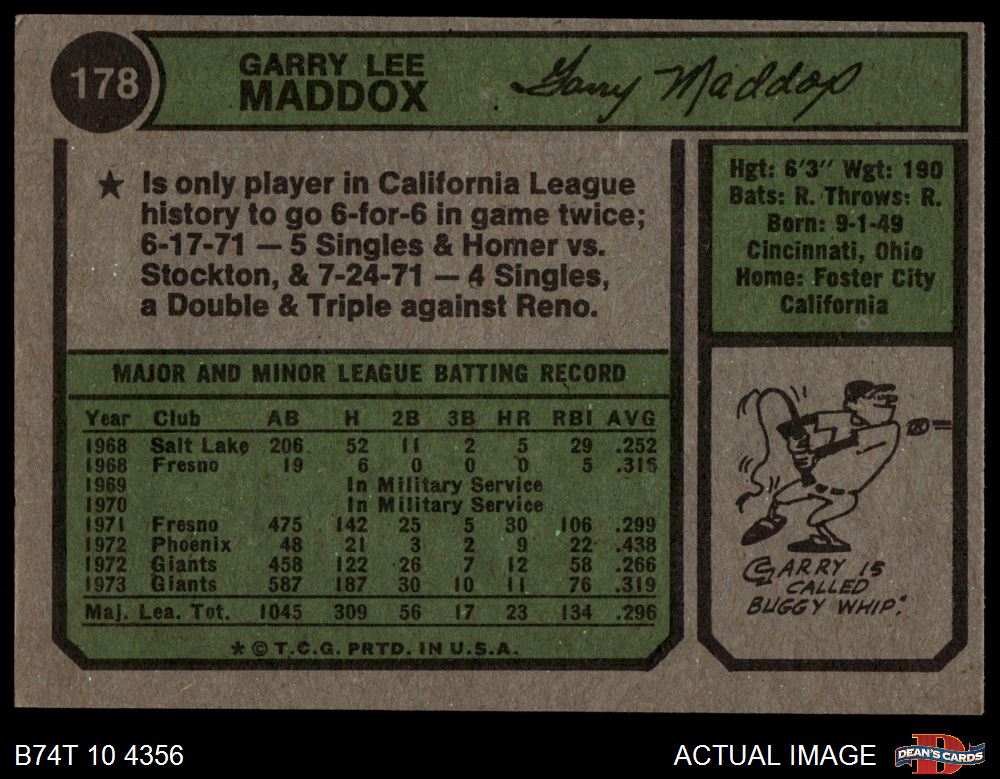 178
GARRY LEE
MADDOX
Garry Maddox
★ Is only player in California League
history to go 6-for-6 in game twice;
6-17-71 — 5 Singles & Homer vs.
Stockton, & 7-24-71 — 4 Singles,
a Double & Triple against Reno.
Hgt: 6'3" Wgt: 190
Bats: R. Throws: R.
Born: 9-1-49
Cincinnati, Ohio
Home: Foster City
California
MAJOR AND MINOR LEAGUE BATTING RECORD
Year Club AB H 2B 3B HR RBI AVG
1968 Salt Lake 206 52 11 2 5 29 .252
1968 Fresno 19 6 0 0 0 5 .316
1969 In Military Service
1970 In Military Service
1971 Fresno 475 142 25 5 30 106 .299
1972 Phoenix 48 21 3 2 9 22 .438
1972 Giants 458 122 26 7 12 58 .266
1973 Giants 587 187 30 10 11 76 .319
Maj. Lea. Tot. 1045 309 56 17 23 134 .296
* © T.C.G. PRTD. IN U.S.A.
GARRY IS
CALLED
BUGGY WHIP."
B74T 10 4356
ACTUAL IMAGE
DEAN'S CARDS